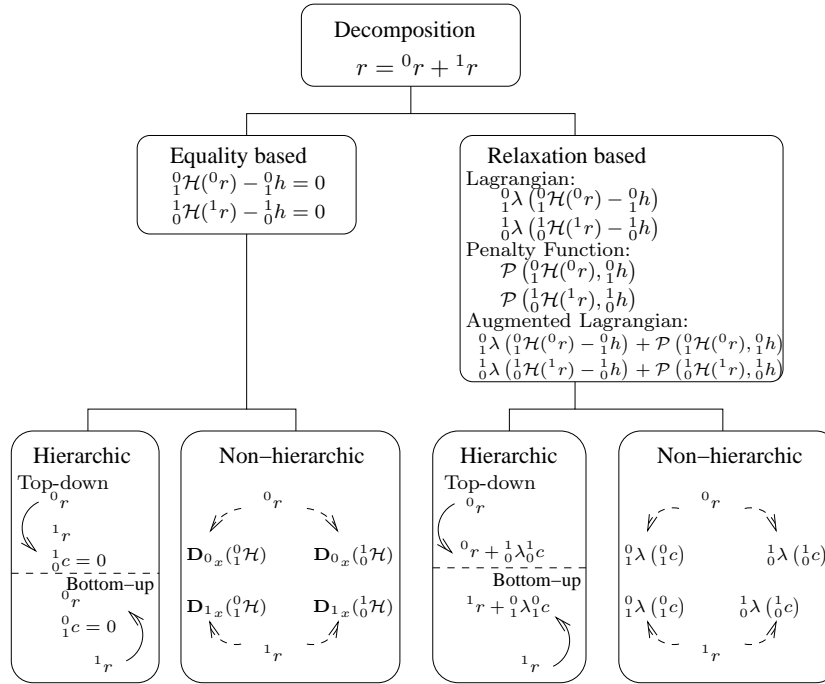 Decomposition
r = ⁰r + ¹r
Equality based
⁰₁ℋ(⁰r) − ⁰₁h = 0
¹₀ℋ(¹r) − ¹₀h = 0
Relaxation based
Lagrangian:
⁰₁λ (⁰₁ℋ(⁰r) − ⁰₁h)
¹₀λ (¹₀ℋ(¹r) − ¹₀h)
Penalty Function:
𝒫 (⁰₁ℋ(⁰r), ⁰₁h)
𝒫 (¹₀ℋ(¹r), ¹₀h)
Augmented Lagrangian:
⁰₁λ (⁰₁ℋ(⁰r) − ⁰₁h) + 𝒫 (⁰₁ℋ(⁰r), ⁰₁h)
¹₀λ (¹₀ℋ(¹r) − ¹₀h) + 𝒫 (¹₀ℋ(¹r), ¹₀h)
Hierarchic
Top-down
⁰r
¹r
¹₀c = 0
Bottom−up
⁰r
⁰₁c = 0
¹r
Non−hierarchic
⁰r
𝐃₀ₓ(⁰₁ℋ) 𝐃₀ₓ(¹₀ℋ)
𝐃₁ₓ(⁰₁ℋ) 𝐃₁ₓ(¹₀ℋ)
¹r
Hierarchic
Top-down
⁰r
⁰r + ¹₀λ¹₀c
Bottom−up
¹r + ⁰₁λ⁰₁c
¹r
Non−hierarchic
⁰r
⁰₁λ (⁰₁c) ¹₀λ (¹₀c)
⁰₁λ (⁰₁c) ¹₀λ (¹₀c)
¹r